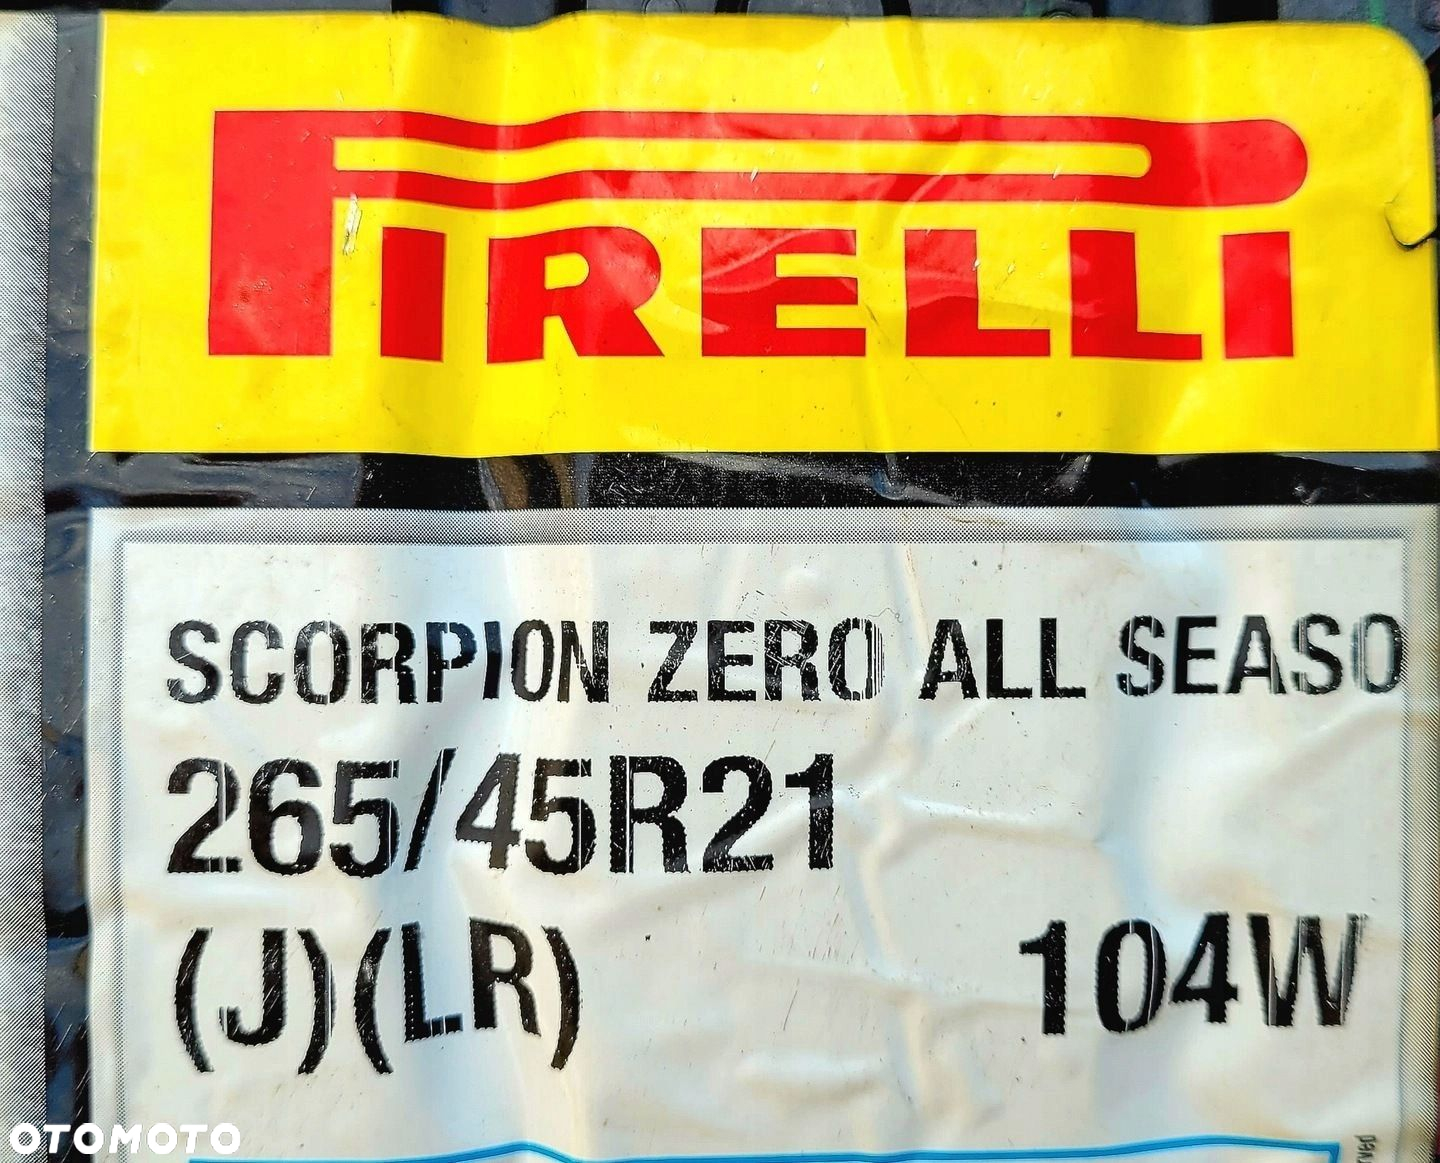 PIRELLI
SCORPION ZERO ALL SEASO
265/45R21
(J)(LR) 104W
OTOMOTO